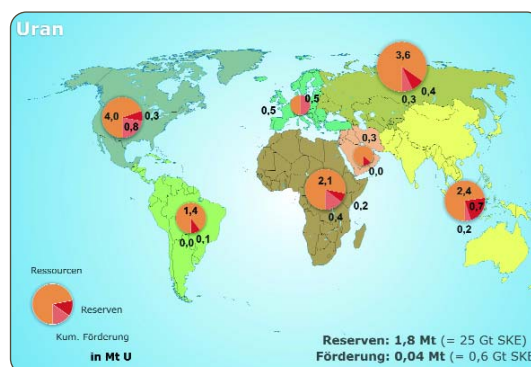 Uran
3,6
0,4
0,3
4,0
0,3
0,8
0,5
0,5
0,3
0,0
2,1
0,2
0,4
2,4
0,7
0,2
1,4
0,1
0,0
Ressourcen
Reserven
Kum. Förderung
in Mt U
Reserven: 1,8 Mt (= 25 Gt SKE)
Förderung: 0,04 Mt (= 0,6 Gt SKE)